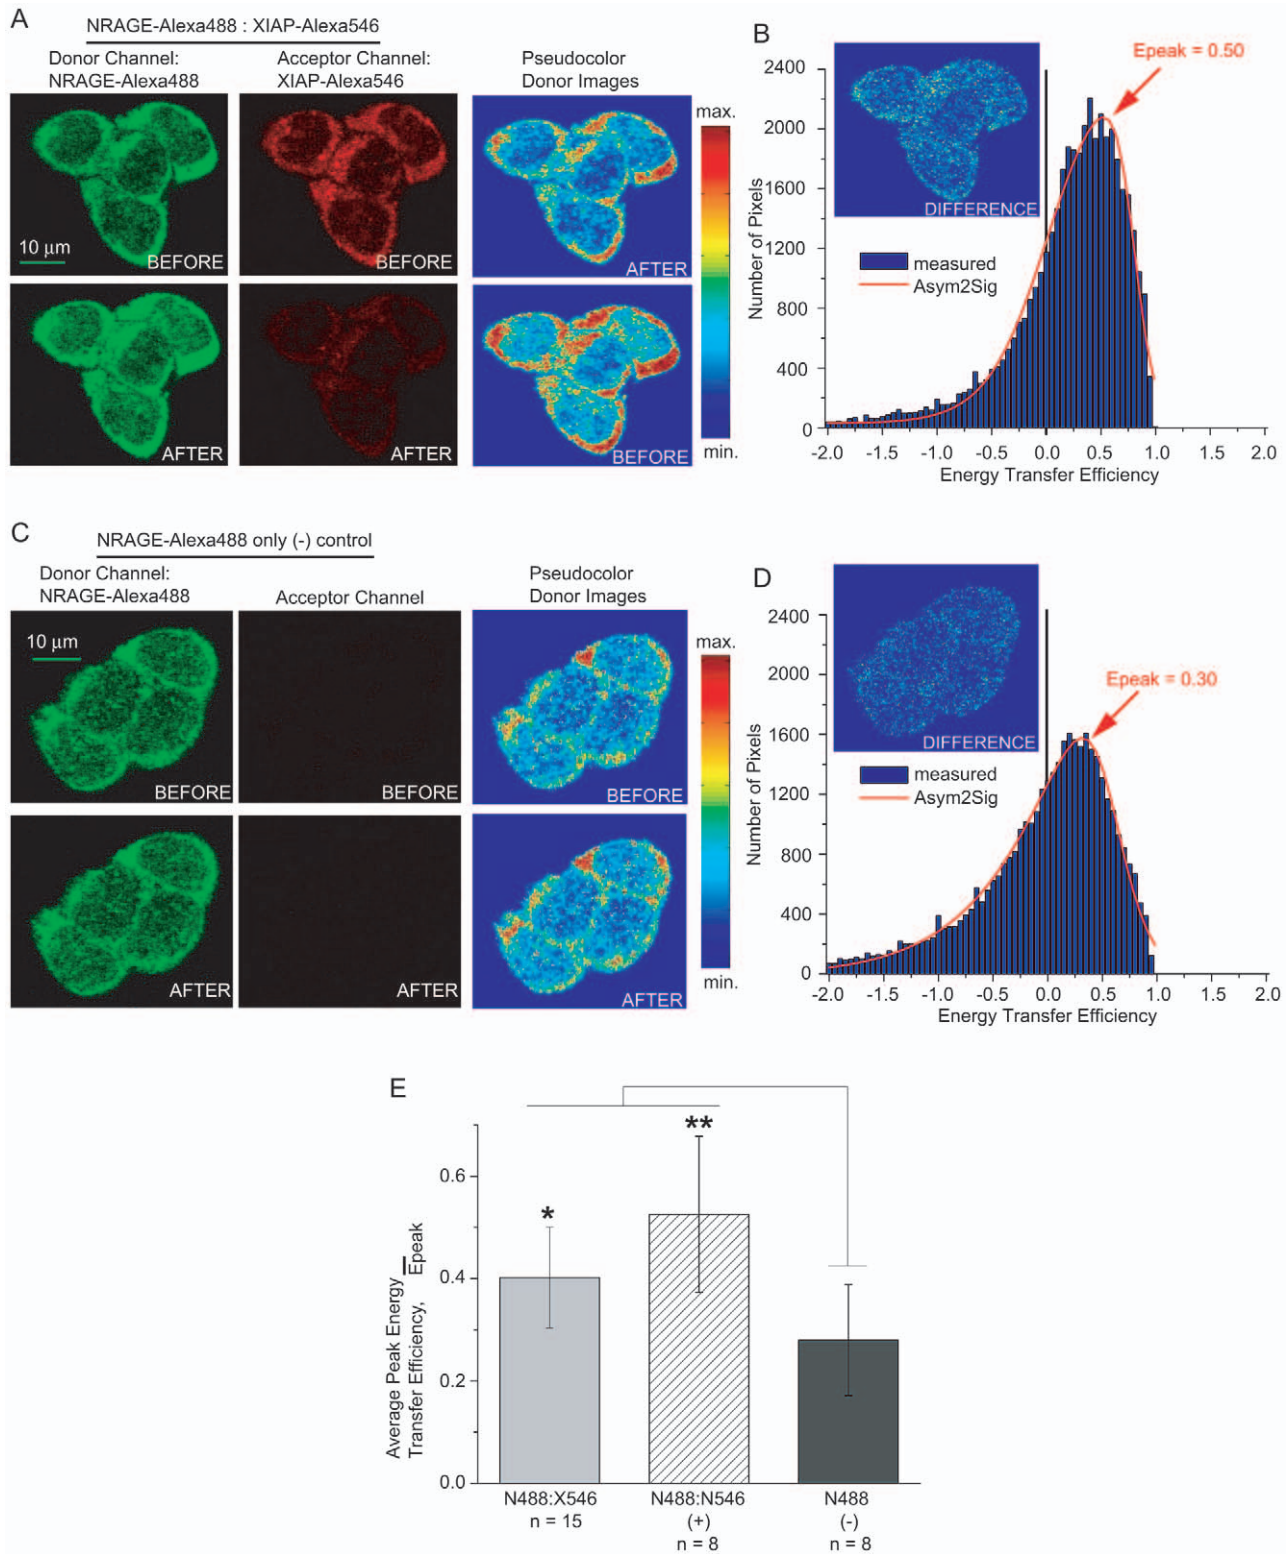 A
NRAGE-Alexa488 : XIAP-Alexa546
Donor Channel:
NRAGE-Alexa488
Acceptor Channel:
XIAP-Alexa546
Pseudocolor
Donor Images
10 μm
BEFORE
BEFORE
AFTER
AFTER
AFTER
BEFORE
max.
min.
B
Epeak = 0.50
DIFFERENCE
measured
Asym2Sig
Number of Pixels
2400
2000
1600
1200
800
400
0
-2.0 -1.5 -1.0 -0.5 0.0 0.5 1.0 1.5 2.0
Energy Transfer Efficiency
C
NRAGE-Alexa488 only (-) control
Donor Channel:
NRAGE-Alexa488
Acceptor Channel
Pseudocolor
Donor Images
10 μm
BEFORE
BEFORE
BEFORE
AFTER
AFTER
AFTER
max.
min.
D
Epeak = 0.30
DIFFERENCE
measured
Asym2Sig
Number of Pixels
2400
2000
1600
1200
800
400
0
-2.0 -1.5 -1.0 -0.5 0.0 0.5 1.0 1.5 2.0
Energy Transfer Efficiency
E
*
**
Average Peak Energy
Transfer Efficiency, Epeak
0.6
0.4
0.2
0.0
N488:X546
n = 15
N488:N546
(+)
n = 8
N488
(-)
n = 8